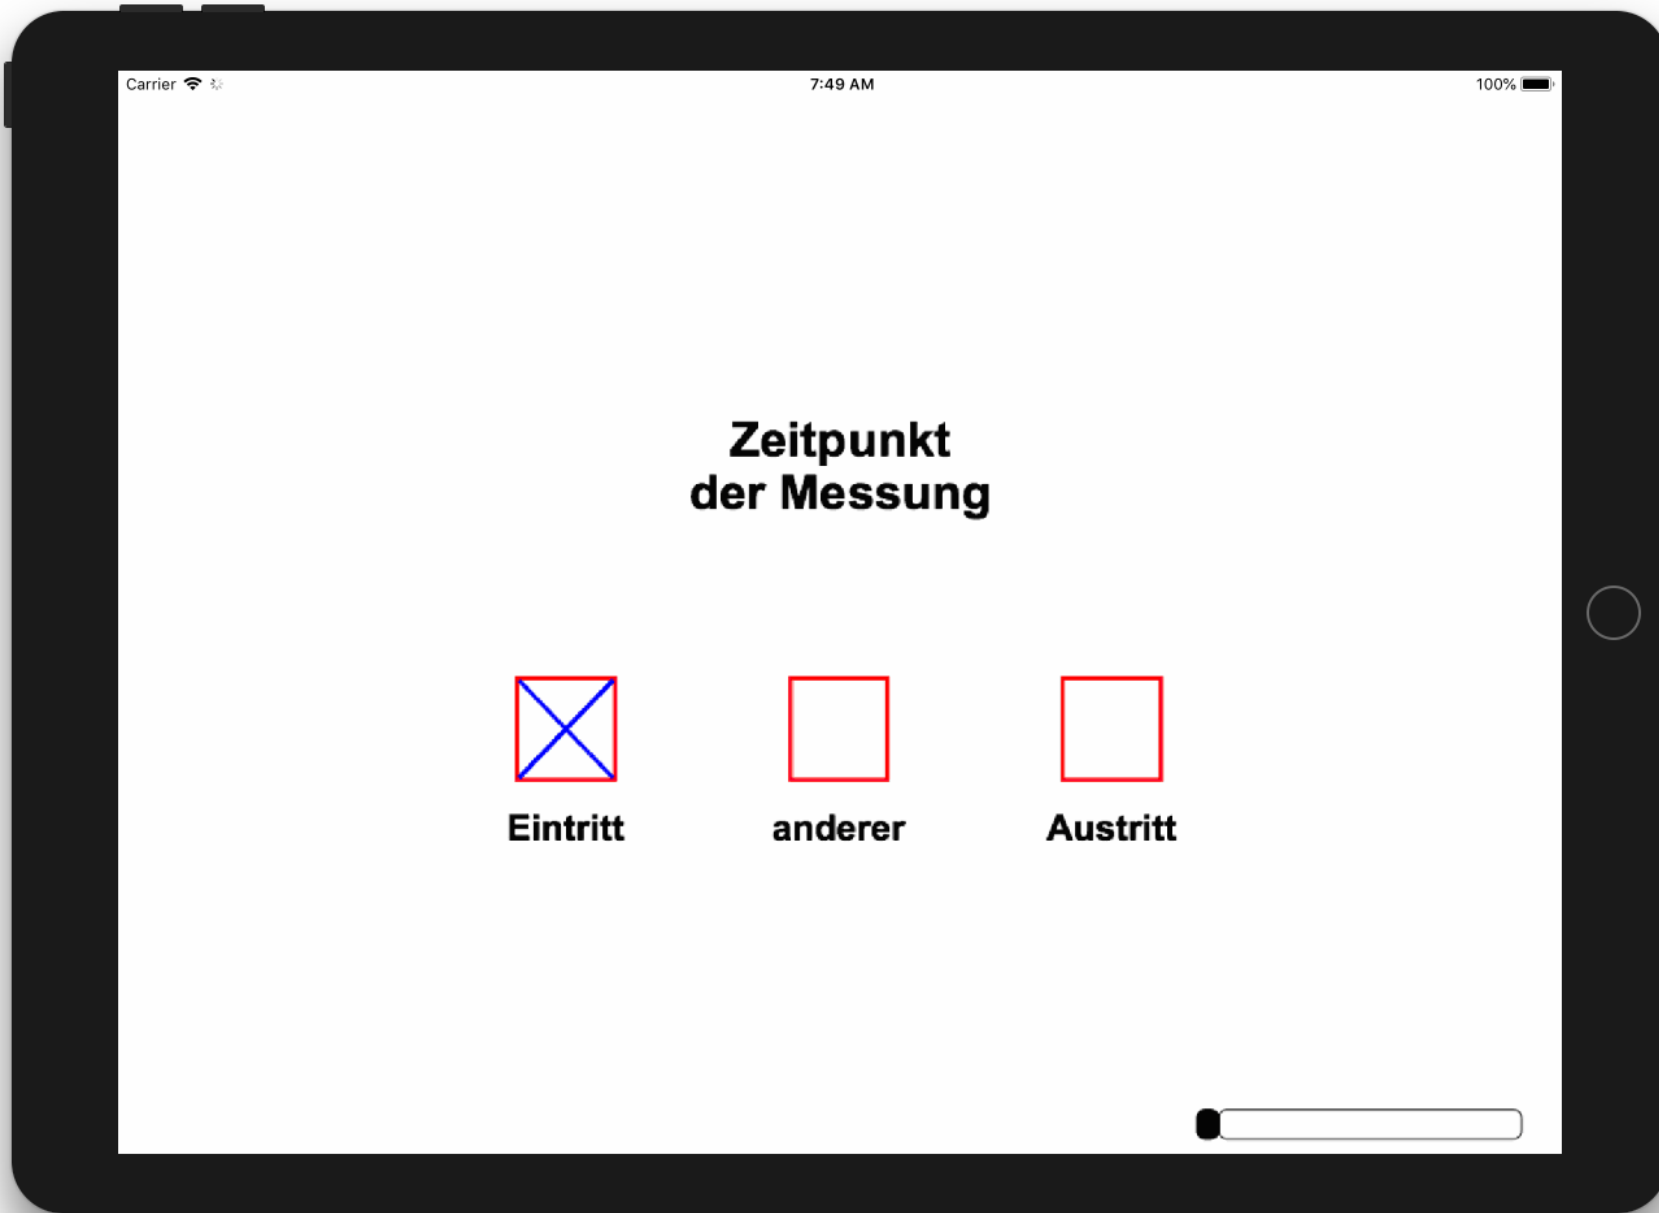 Carrier
7:49 AM
100%
Zeitpunkt
der Messung
Eintritt
anderer
Austritt